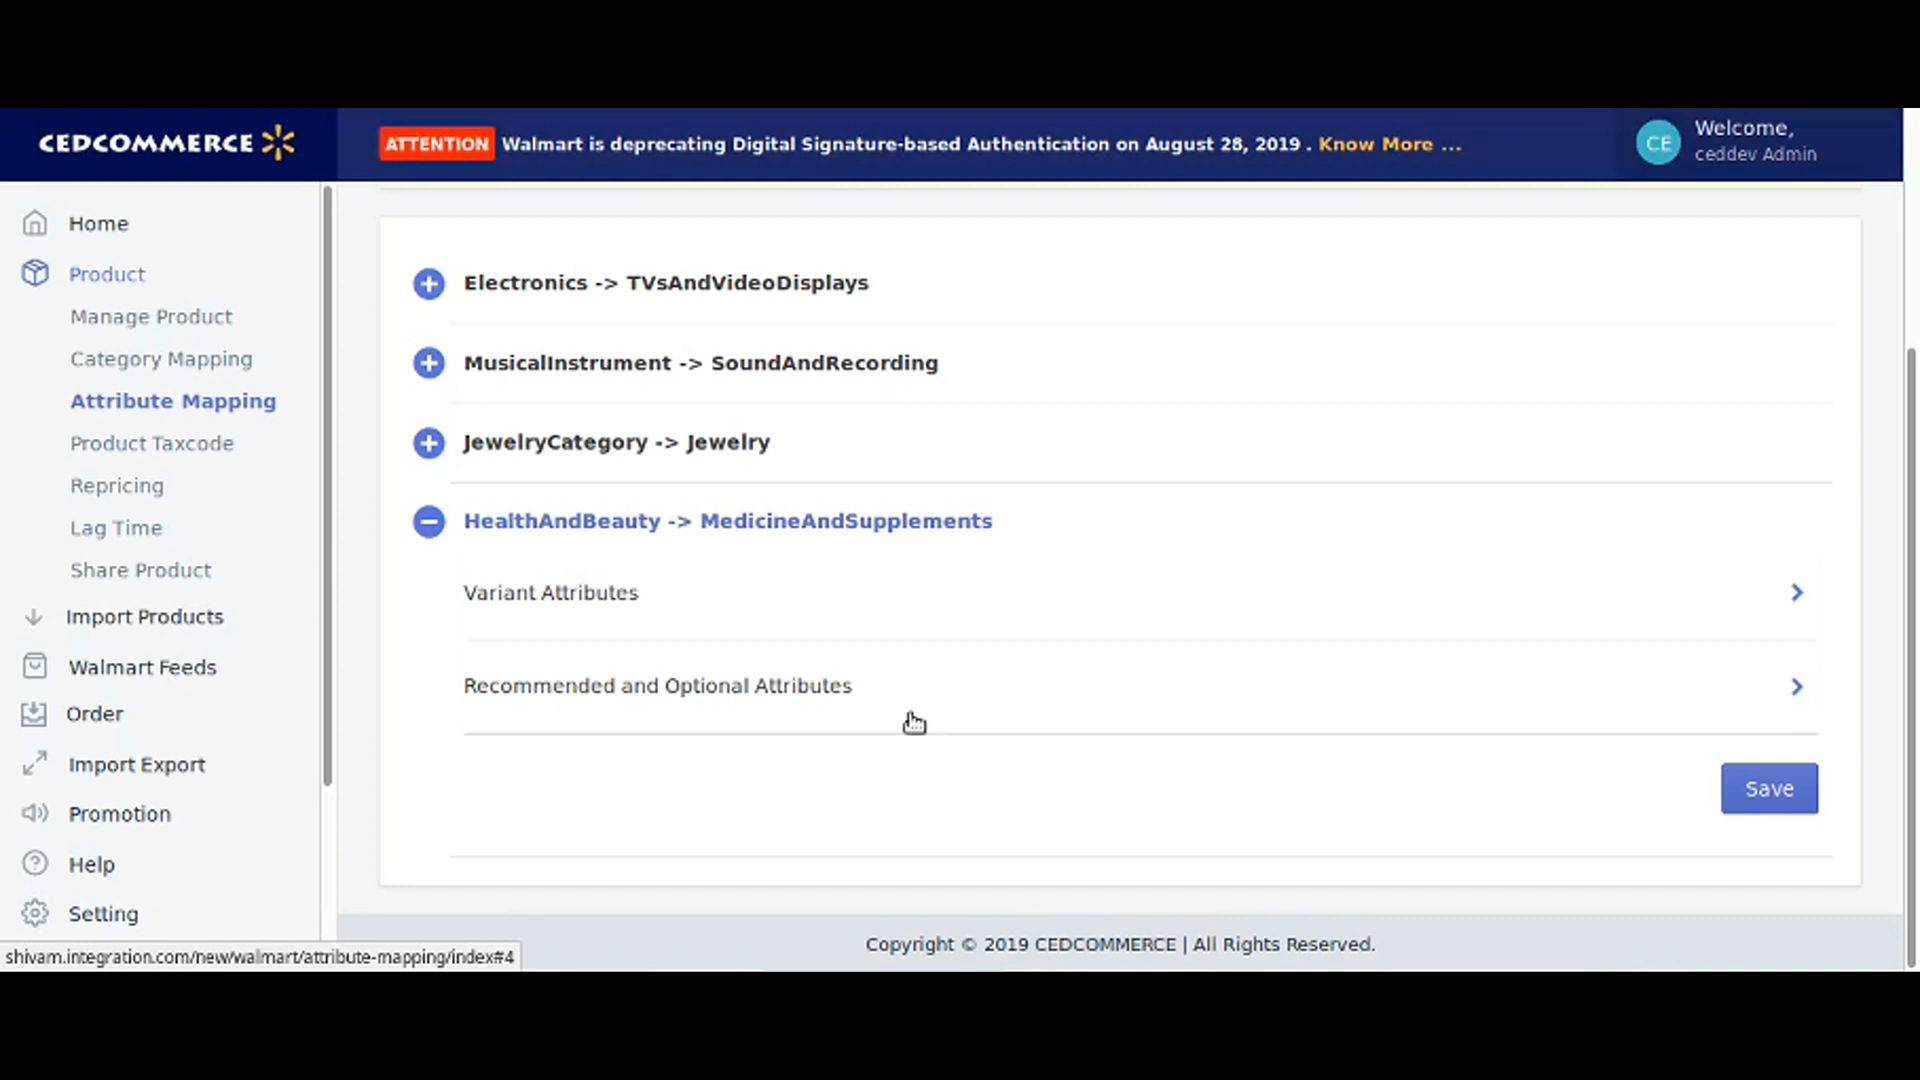 CEDCOMMERCE
ATTENTION Walmart is deprecating Digital Signature-based Authentication on August 28, 2019 . Know More ...
CE
Welcome,
ceddev Admin
Home
Product
Manage Product
Category Mapping
Attribute Mapping
Product Taxcode
Repricing
Lag Time
Share Product
Import Products
Walmart Feeds
Order
Import Export
Promotion
Help
Setting
Electronics -> TVsAndVideoDisplays
MusicalInstrument -> SoundAndRecording
JewelryCategory -> Jewelry
HealthAndBeauty -> MedicineAndSupplements
Variant Attributes
Recommended and Optional Attributes
Save
Copyright © 2019 CEDCOMMERCE | All Rights Reserved.
shivam.integration.com/new/walmart/attribute-mapping/index#4